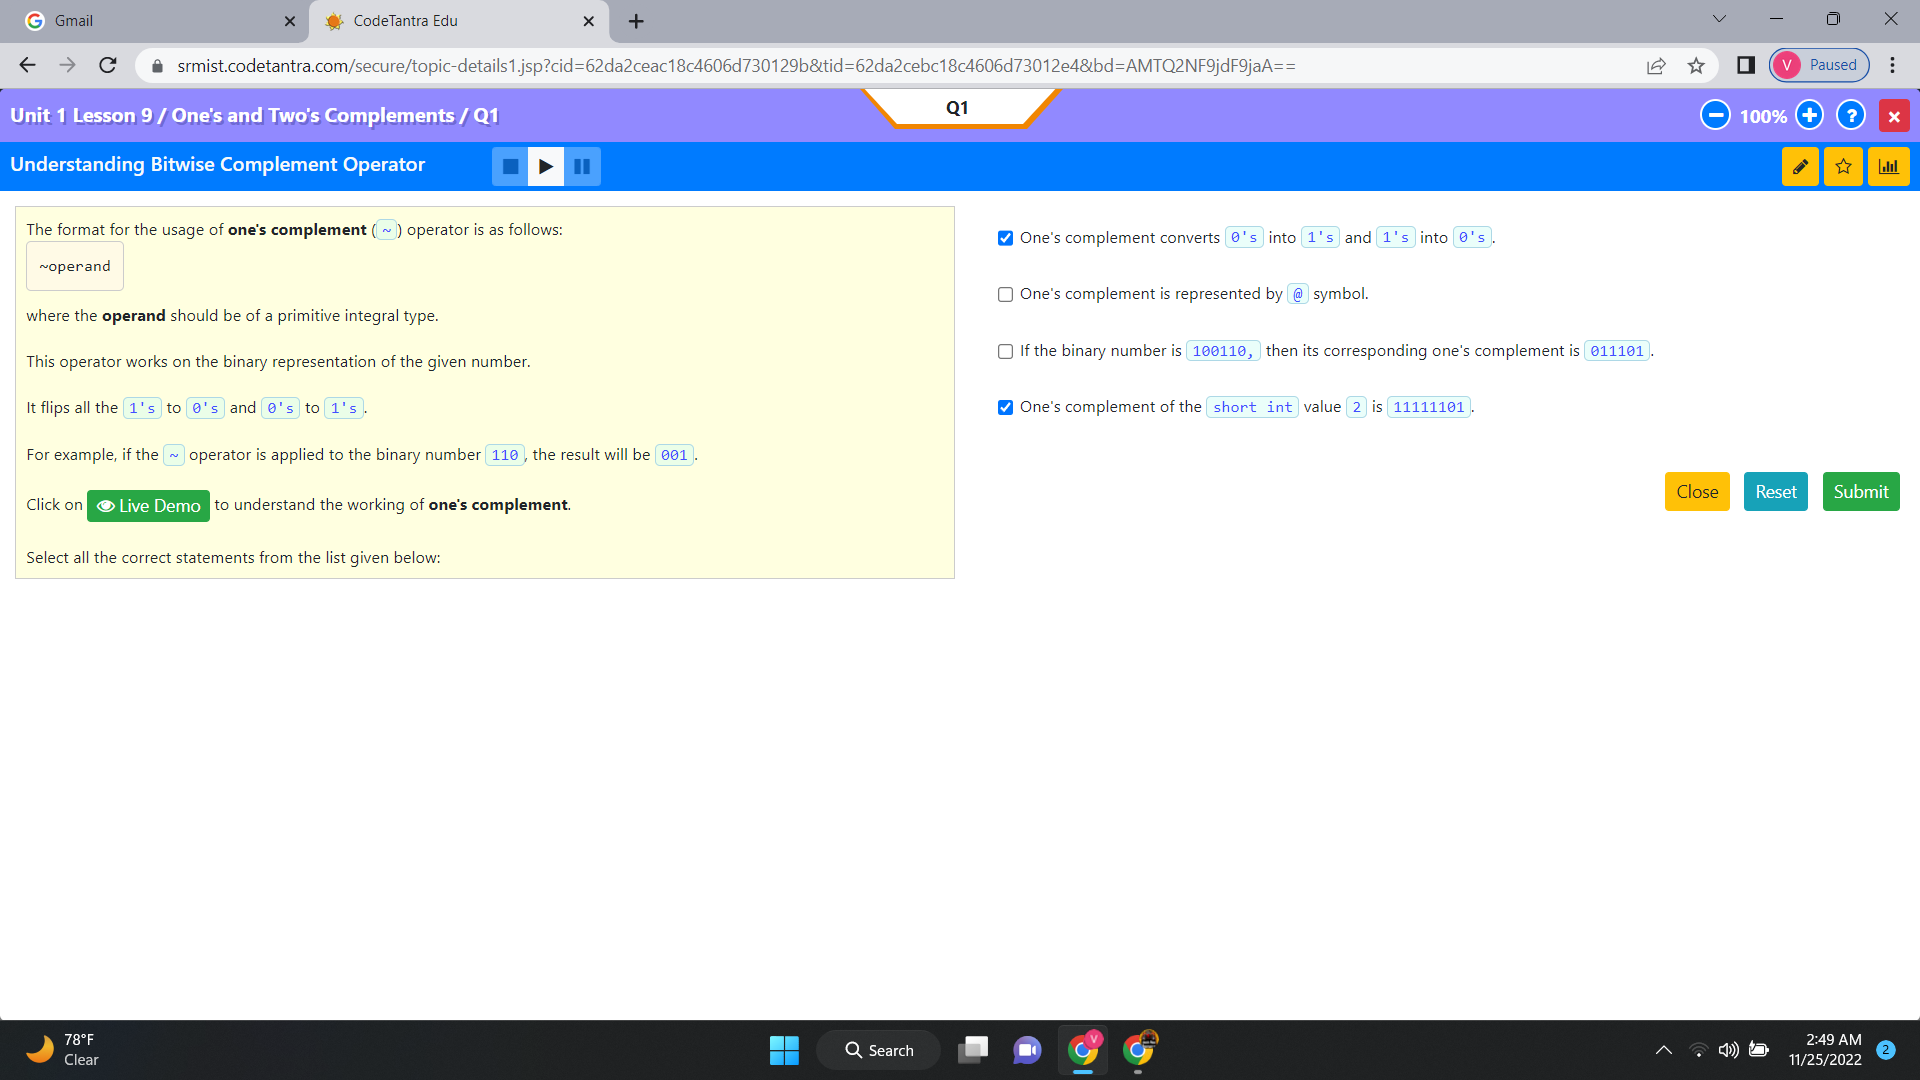 Gmail
CodeTantra Edu
srmist.codetantra.com/secure/topic-details1.jsp?cid=62da2ceac18c4606d730129b&tid=62da2cebc18c4606d73012e4&bd=AMTQ2NF9jdF9jaA==
V Paused
Unit 1 Lesson 9 / One's and Two's Complements / Q1
Q1
100%
?
Understanding Bitwise Complement Operator
The format for the usage of one's complement (~) operator is as follows:
~operand
where the operand should be of a primitive integral type.
This operator works on the binary representation of the given number.
It flips all the 1's to 0's and 0's to 1's.
For example, if the ~ operator is applied to the binary number 110, the result will be 001.
Click on Live Demo to understand the working of one's complement.
Select all the correct statements from the list given below:
One's complement converts 0's into 1's and 1's into 0's.
One's complement is represented by @ symbol.
If the binary number is 100110, then its corresponding one's complement is 011101.
One's complement of the short int value 2 is 11111101.
Close Reset Submit
78°F
Clear
Search
V
2:49 AM
11/25/2022
2